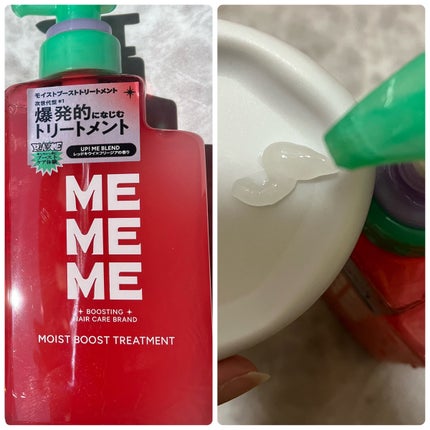 モイストブーストトリートメント
次世代型*1
爆発的になじむ
トリートメント
UP! ME BLEND
レッドキウイ×フリージアの香り
ME
ME
ME
BOOSTING
HAIR CARE BRAND
MOIST BOOST TREATMENT